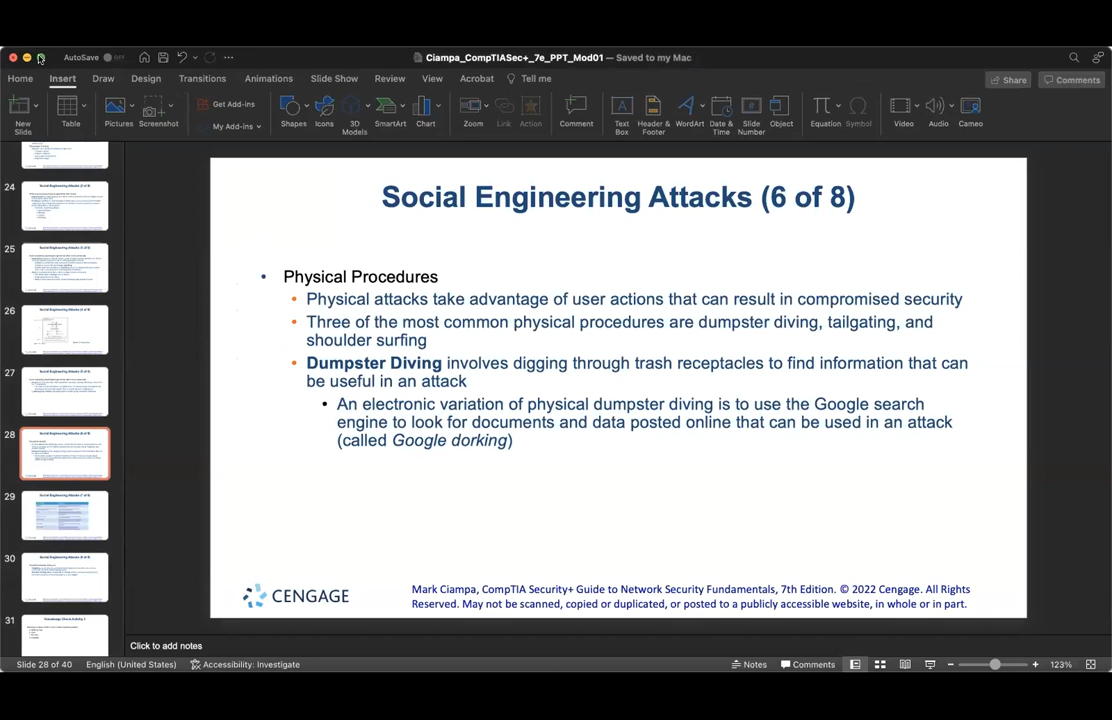 AutoSave OFF
Ciampa_CompTIASec+_7e_PPT_Mod01 — Saved to my Mac
Home Insert Draw Design Transitions Animations Slide Show Review View Acrobat Tell me
Share Comments
New Slide
Table
Pictures
Screenshot
Get Add-ins
My Add-ins
Shapes
Icons
3D Models
SmartArt
Chart
Zoom
Link
Action
Comment
Text Box
Header & Footer
WordArt
Date & Time
Slide Number
Object
Equation
Symbol
Video
Audio
Cameo
24
25
26
27
28
29
30
31
Social Engineering Attacks (6 of 8)
• Physical Procedures
• Physical attacks take advantage of user actions that can result in compromised security
• Three of the most common physical procedures are dumpster diving, tailgating, and
shoulder surfing
• Dumpster Diving involves digging through trash receptacles to find information that can
be useful in an attack
• An electronic variation of physical dumpster diving is to use the Google search
engine to look for documents and data posted online that can be used in an attack
(called Google dorking)
CENGAGE
Mark Ciampa, CompTIA Security+ Guide to Network Security Fundamentals, 7th Edition. © 2022 Cengage. All Rights
Reserved. May not be scanned, copied or duplicated, or posted to a publicly accessible website, in whole or in part.
Click to add notes
Slide 28 of 40 English (United States) Accessibility: Investigate Notes Comments 123%